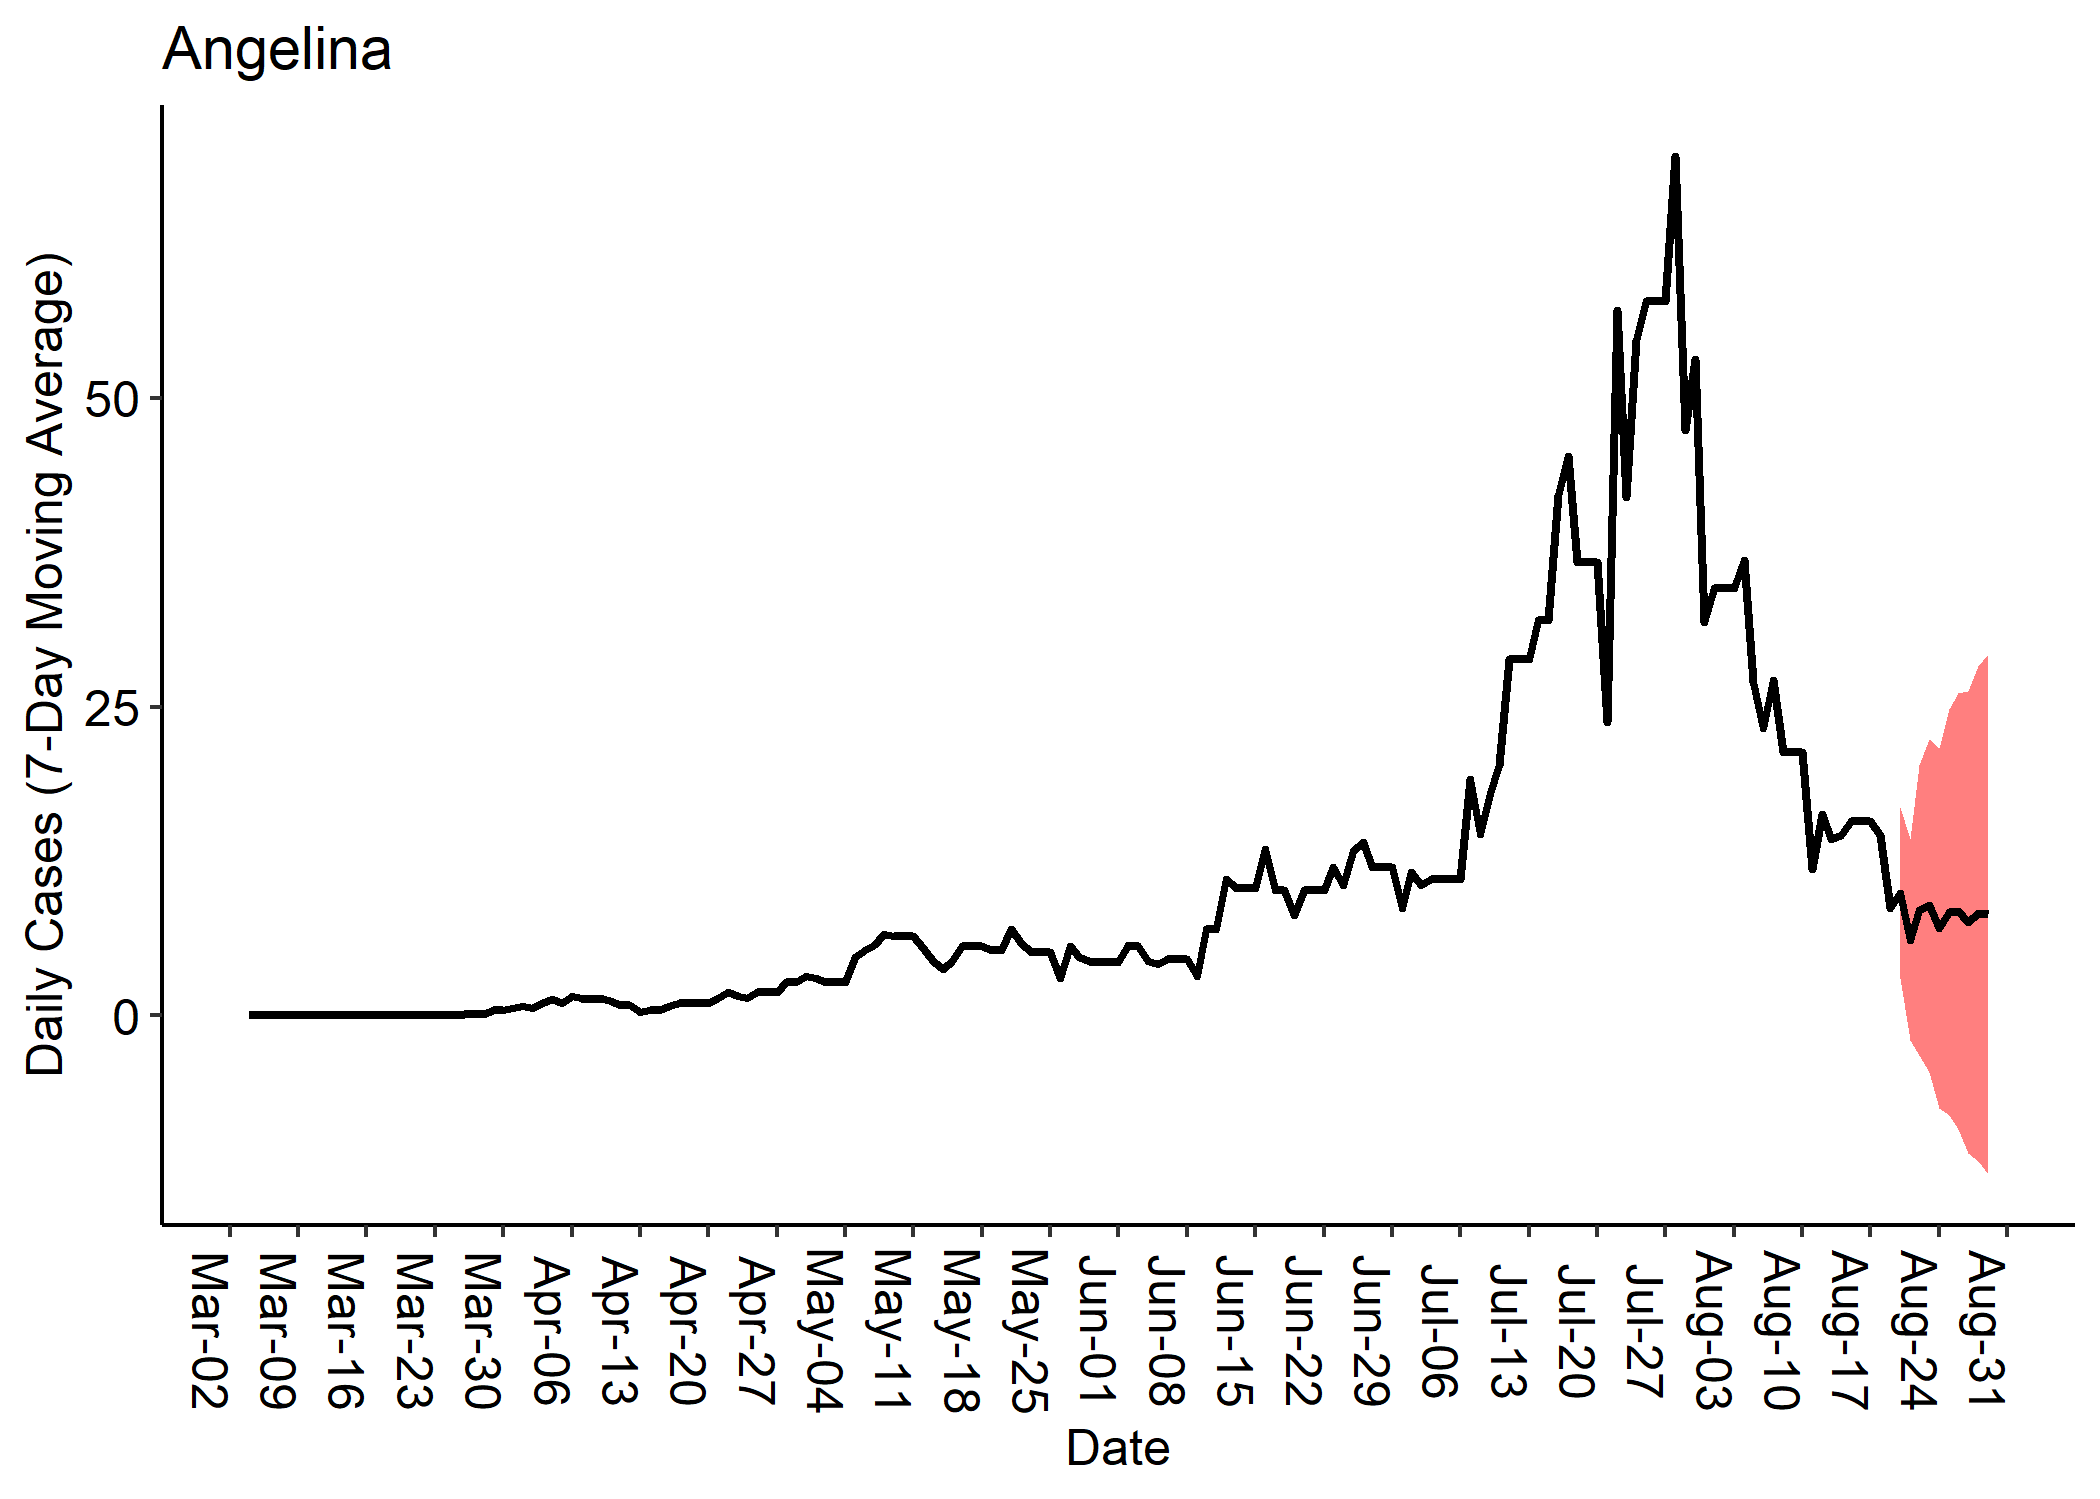 Angelina
Daily Cases (7-Day Moving Average)
50
25
0
Mar-02
Mar-09
Mar-16
Mar-23
Mar-30
Apr-06
Apr-13
Apr-20
Apr-27
May-04
May-11
May-18
May-25
Jun-01
Jun-08
Jun-15
Jun-22
Jun-29
Jul-06
Jul-13
Jul-20
Jul-27
Aug-03
Aug-10
Aug-17
Aug-24
Aug-31
Date